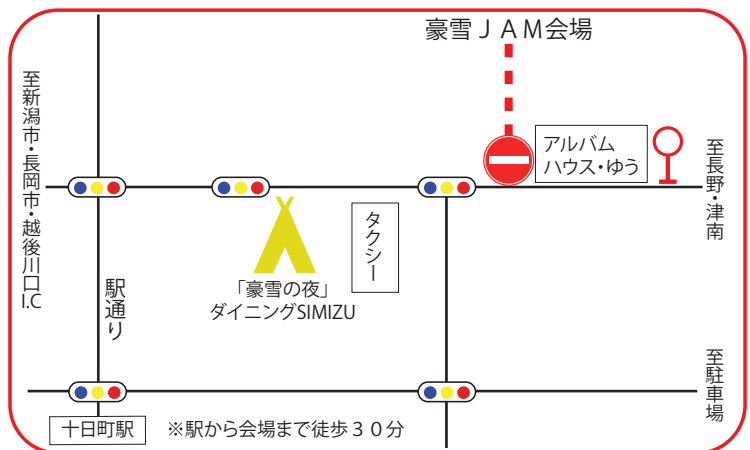 豪雪ＪＡＭ会場
至新潟市・長岡市・越後川口I.C
アルバム
ハウス・ゆう
至長野・津南
タクシー
「豪雪の夜」
ダイニングSIMIZU
駅通り
至駐車場
十日町駅
※駅から会場まで徒歩３０分